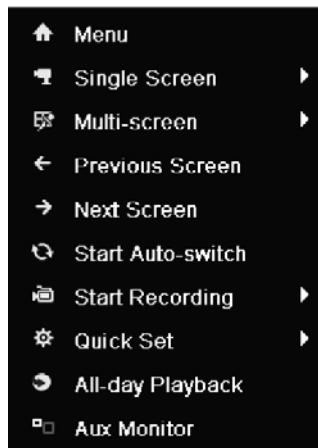 Menu
Single Screen
Multi-screen
Previous Screen
Next Screen
Start Auto-switch
Start Recording
Quick Set
All-day Playback
Aux Monitor